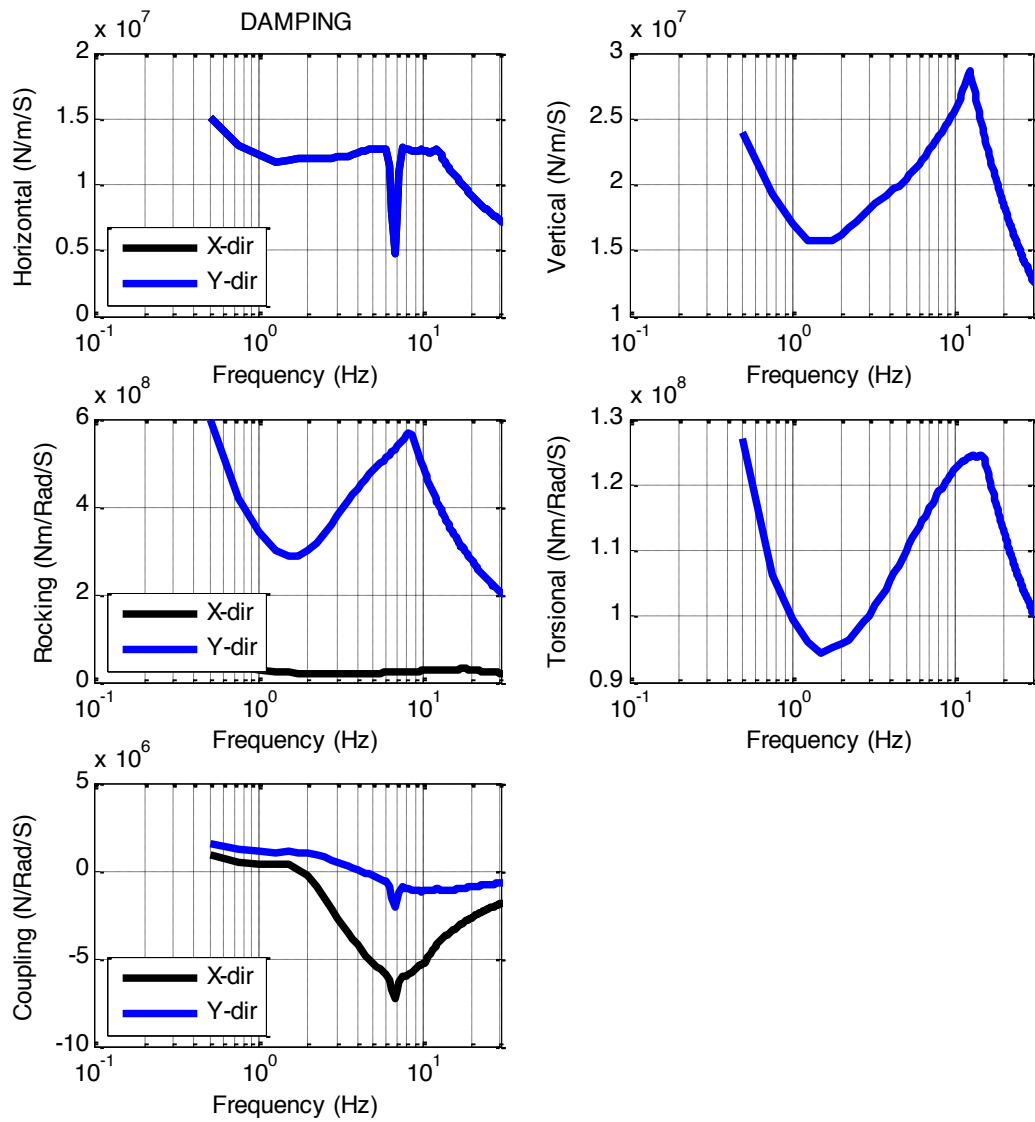 DAMPING
x 10^7
2
1.5
1
0.5
0
Horizontal (N/m/S)
X-dir
Y-dir
10^-1
10^0
10^1
Frequency (Hz)
x 10^7
3
2.5
2
1.5
1
Vertical (N/m/S)
10^-1
10^0
10^1
Frequency (Hz)
x 10^8
6
4
2
0
Rocking (Nm/Rad/S)
X-dir
Y-dir
10^-1
10^0
10^1
Frequency (Hz)
x 10^8
1.3
1.2
1.1
1
0.9
Torsional (Nm/Rad/S)
10^-1
10^0
10^1
Frequency (Hz)
x 10^6
5
0
-5
-10
Coupling (N/Rad/S)
X-dir
Y-dir
10^-1
10^0
10^1
Frequency (Hz)